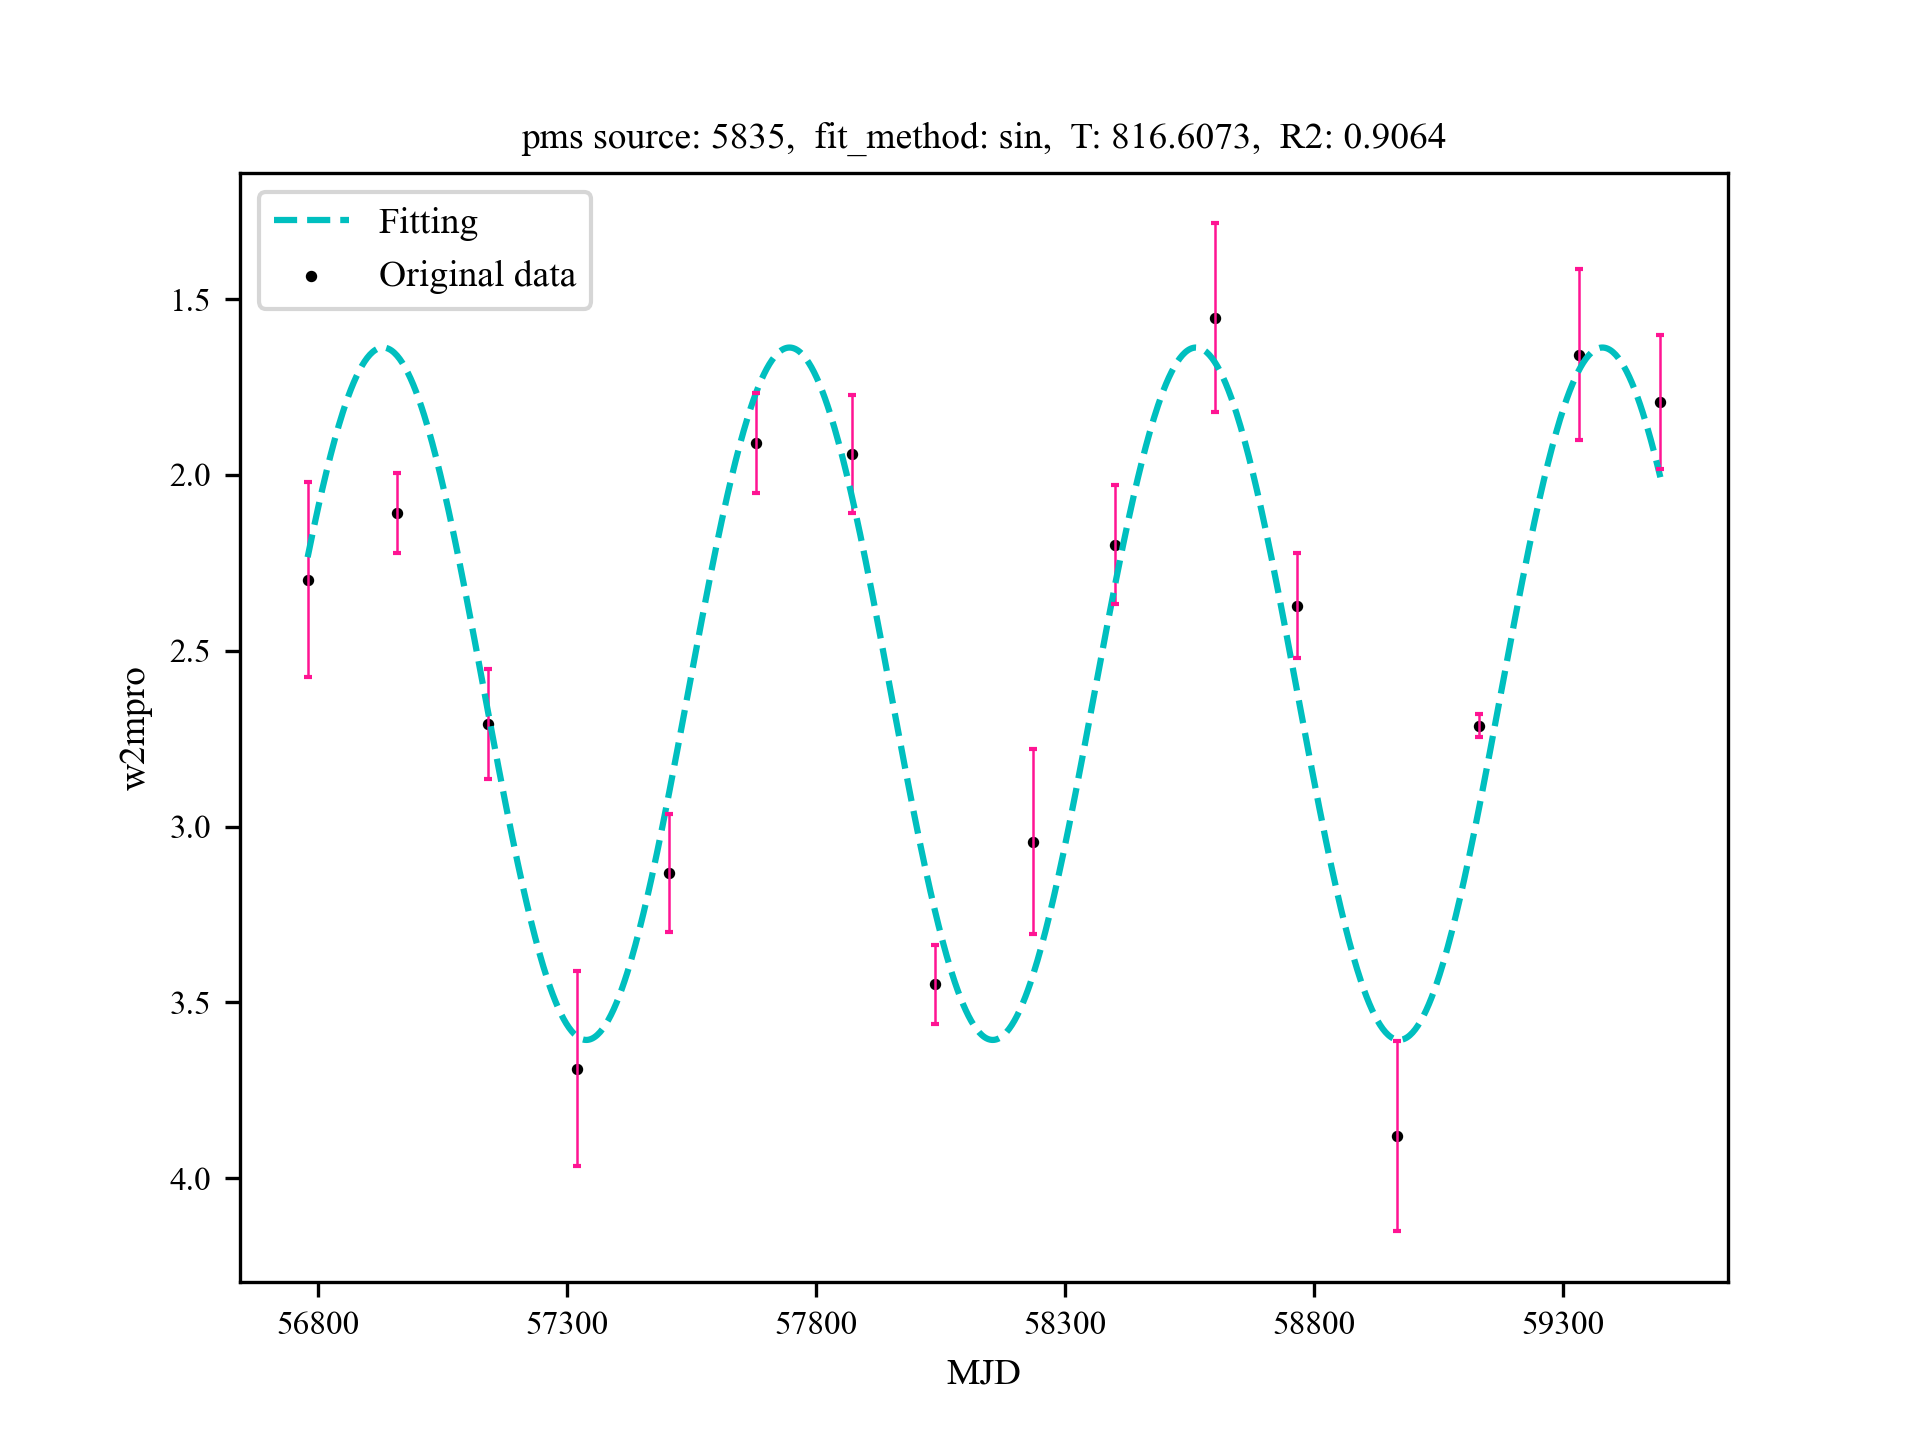 pms source: 5835,  fit_method: sin,  T: 816.6073,  R2: 0.9064
Fitting
Original data
1.5
2.0
2.5
3.0
3.5
4.0
w2mpro
56800 57300 57800 58300 58800 59300
MJD